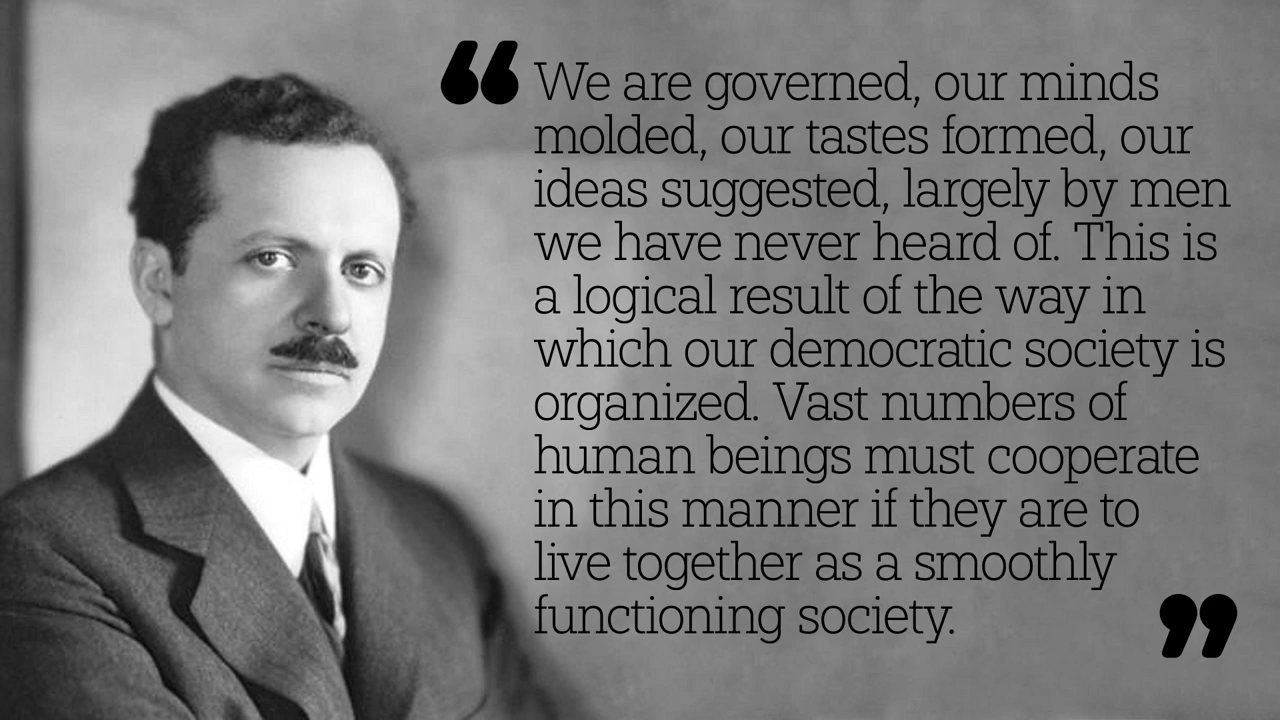 “We are governed, our minds
molded, our tastes formed, our
ideas suggested, largely by men
we have never heard of. This is
a logical result of the way in
which our democratic society is
organized. Vast numbers of
human beings must cooperate
in this manner if they are to
live together as a smoothly
functioning society.”